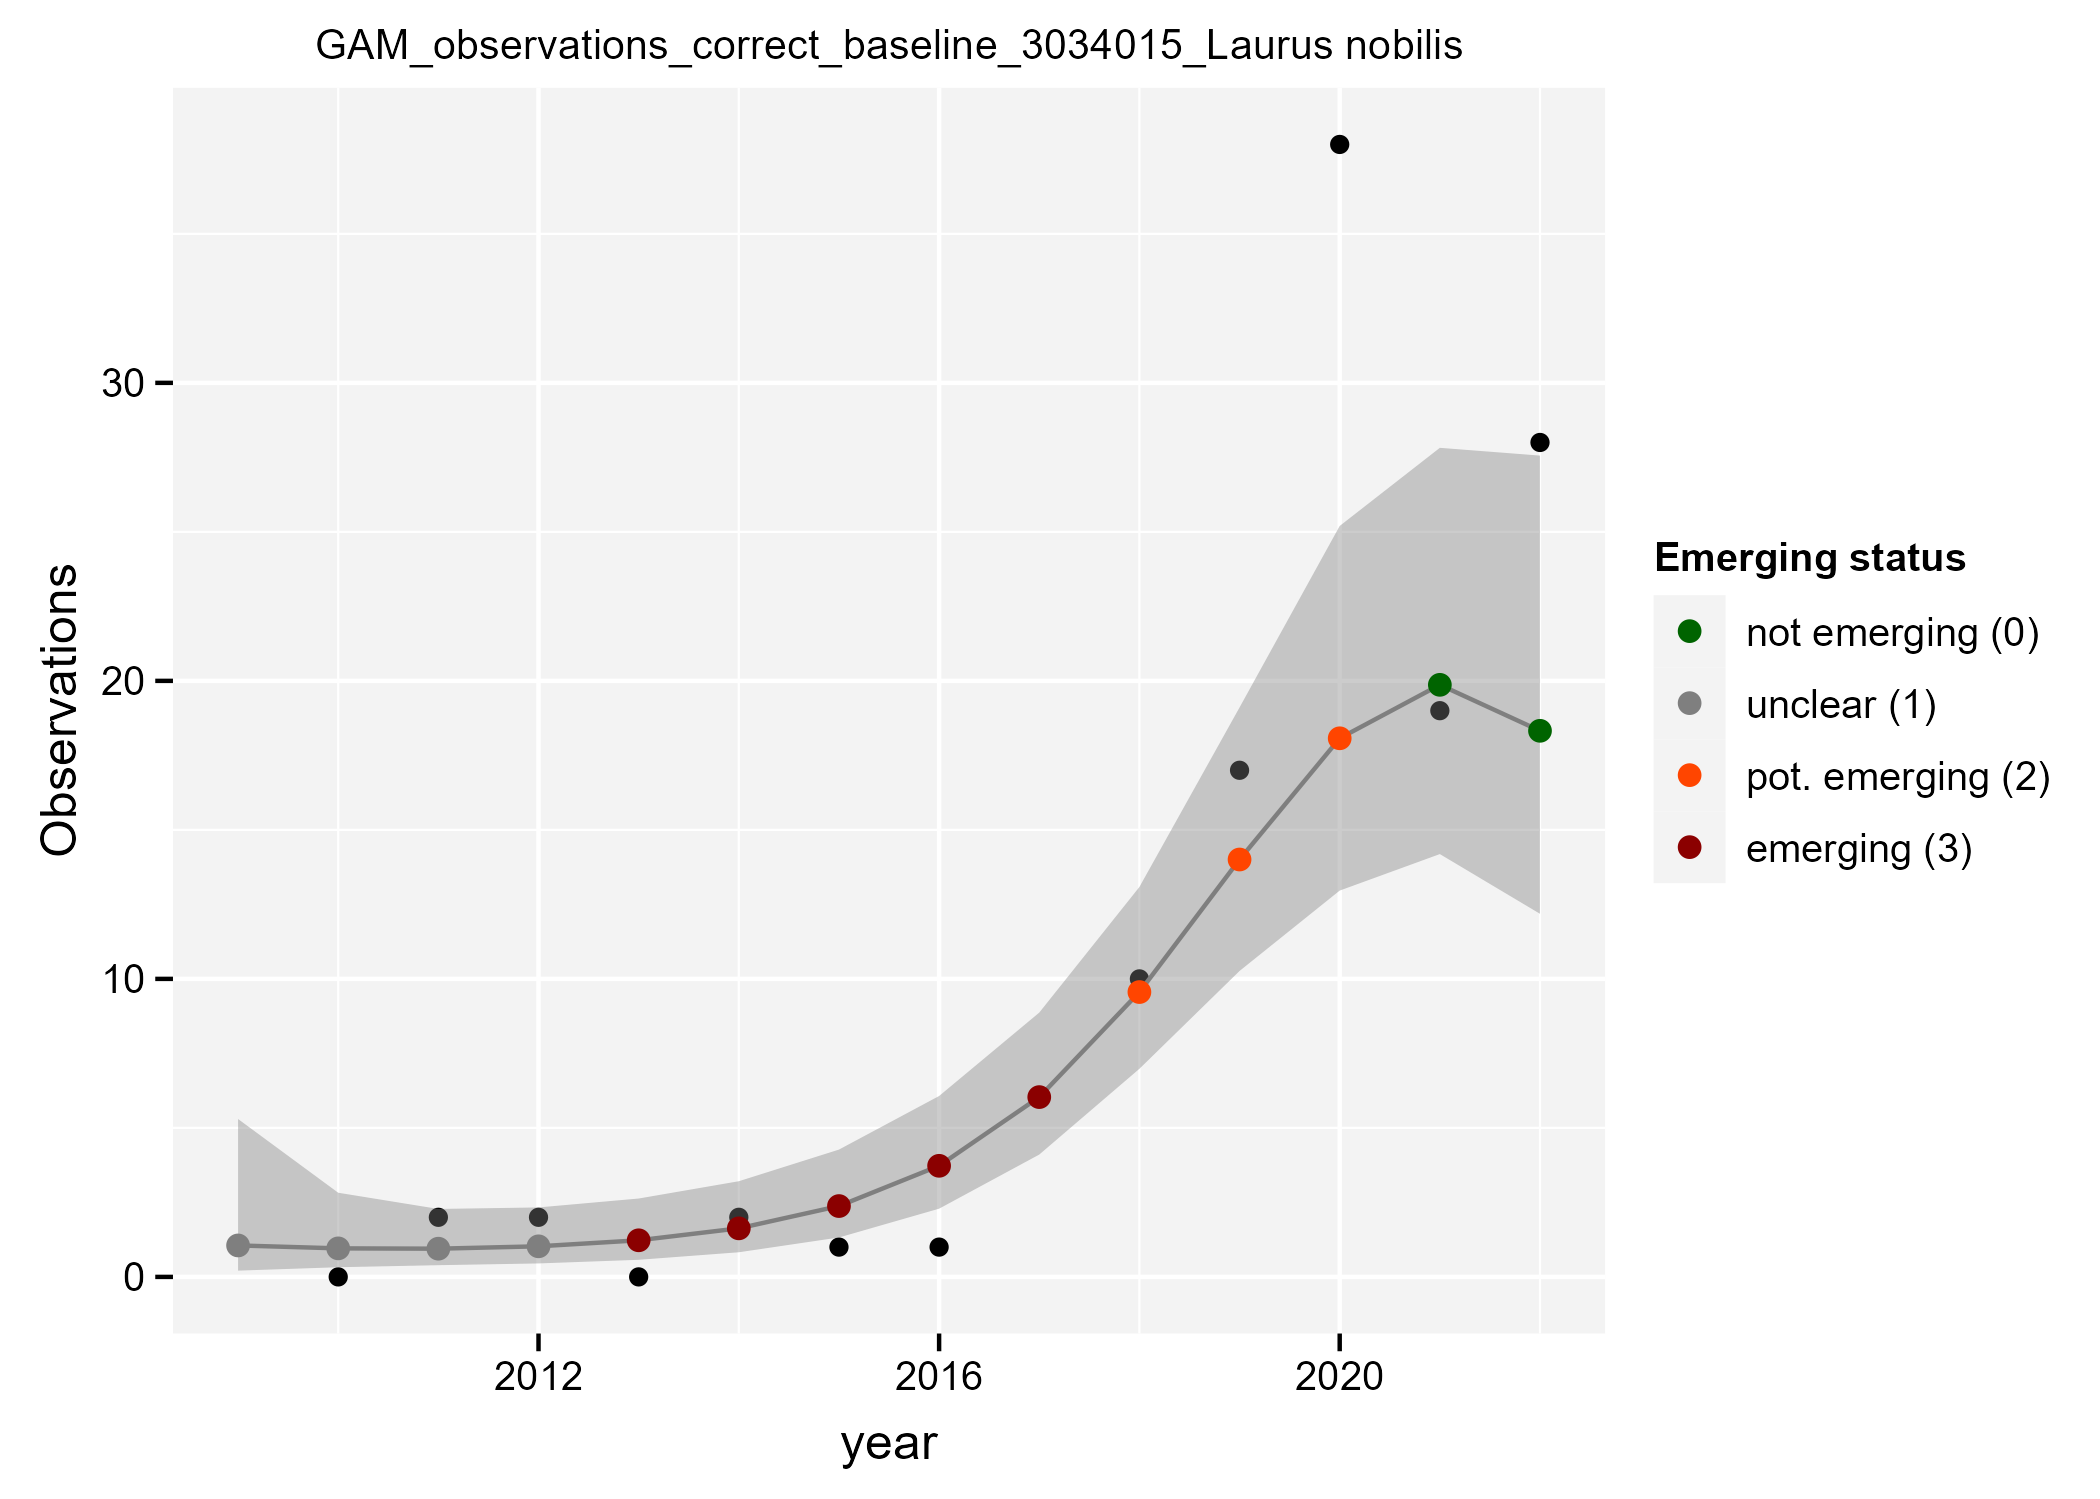 GAM_observations_correct_baseline_3034015_Laurus nobilis
Observations
30
20
10
0
2012
2016
2020
year
Emerging status
not emerging (0)
unclear (1)
pot. emerging (2)
emerging (3)